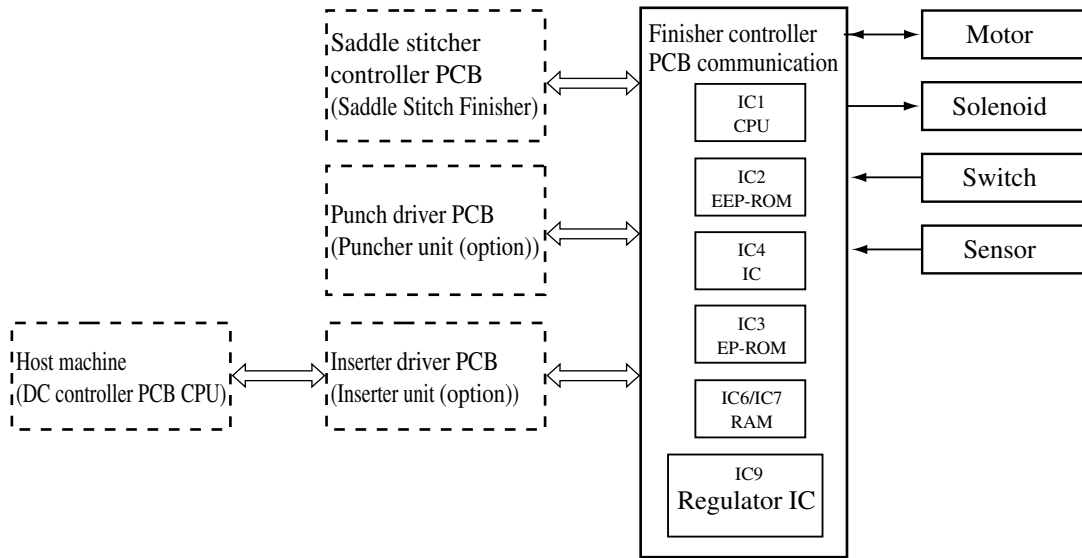 Saddle stitcher
controller PCB
(Saddle Stitch Finisher)
Punch driver PCB
(Puncher unit (option))
Host machine
(DC controller PCB CPU)
Inserter driver PCB
(Inserter unit (option))
Finisher controller
PCB communication
IC1
CPU
IC2
EEP-ROM
IC4
IC
IC3
EP-ROM
IC6/IC7
RAM
IC9
Regulator IC
Motor
Solenoid
Switch
Sensor